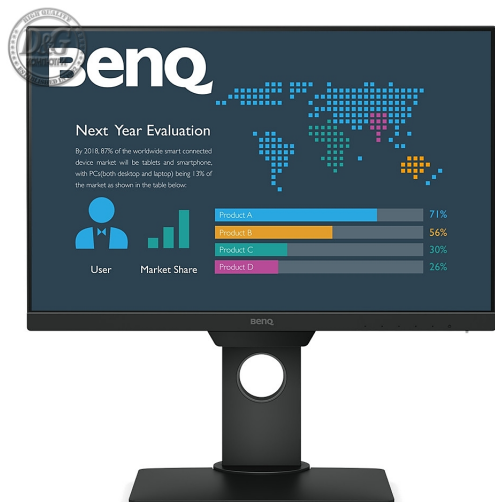 HIGH QUALITY
D&G
BenQ
Next Year Evaluation
By 2018, 87% of the worldwide smart connected
device market will be tablets and smartphone,
with PCs(both desktop and laptop) being 13% of
the market as shown in the table below:
Product A 71%
Product B 56%
Product C 30%
Product D 26%
User Market Share
BenQ